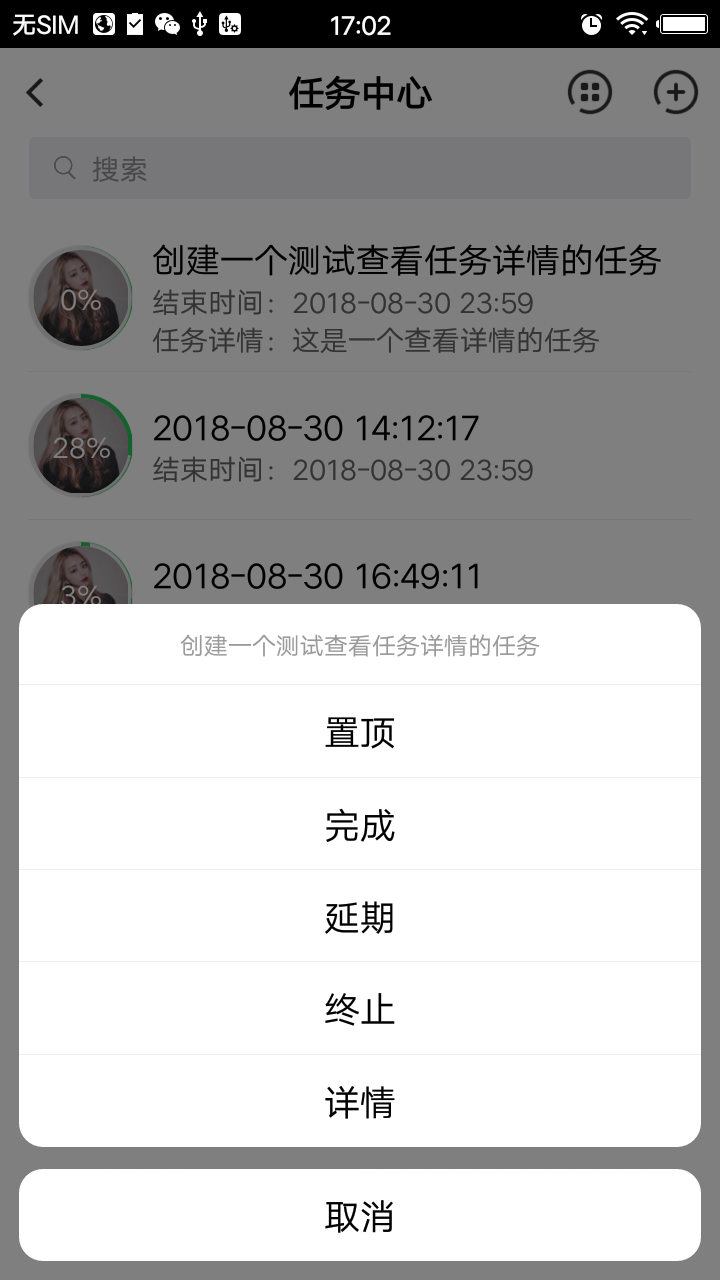 无SIM 17:02
任务中心
搜索
创建一个测试查看任务详情的任务
0%
结束时间：2018-08-30 23:59
任务详情：这是一个查看详情的任务
2018-08-30 14:12:17
28%
结束时间：2018-08-30 23:59
2018-08-30 16:49:11
3%
创建一个测试查看任务详情的任务
置顶
完成
延期
终止
详情
取消